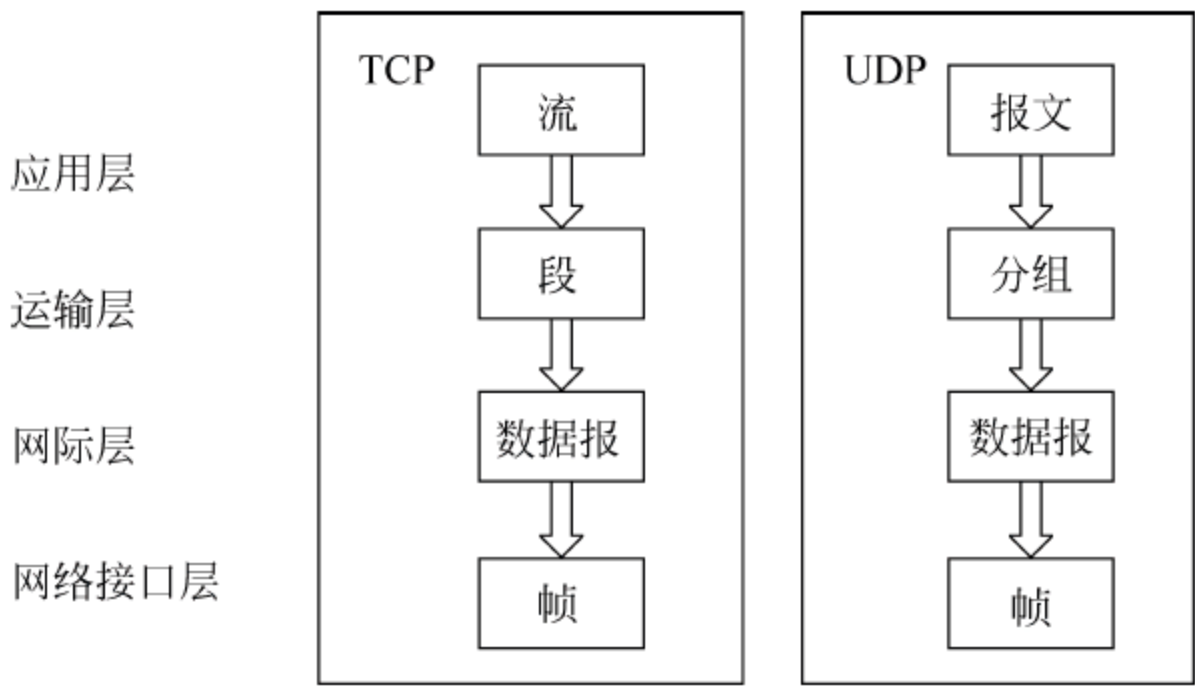 TCP
UDP
流
报文
应用层
段
分组
运输层
数据报
数据报
网际层
网络接口层
帧
帧